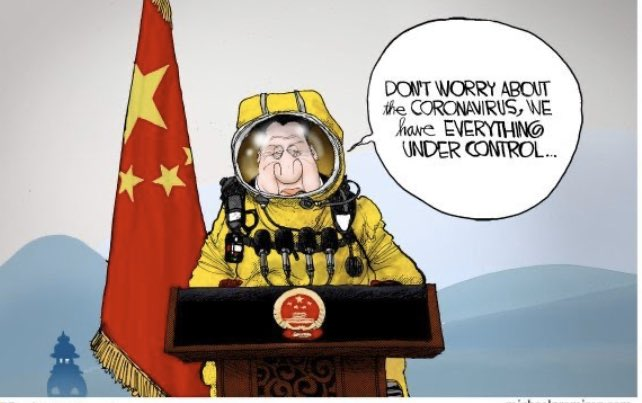 DON'T WORRY ABOUT
the CORONAVIRUS, WE
have EVERYTHING
UNDER CONTROL...